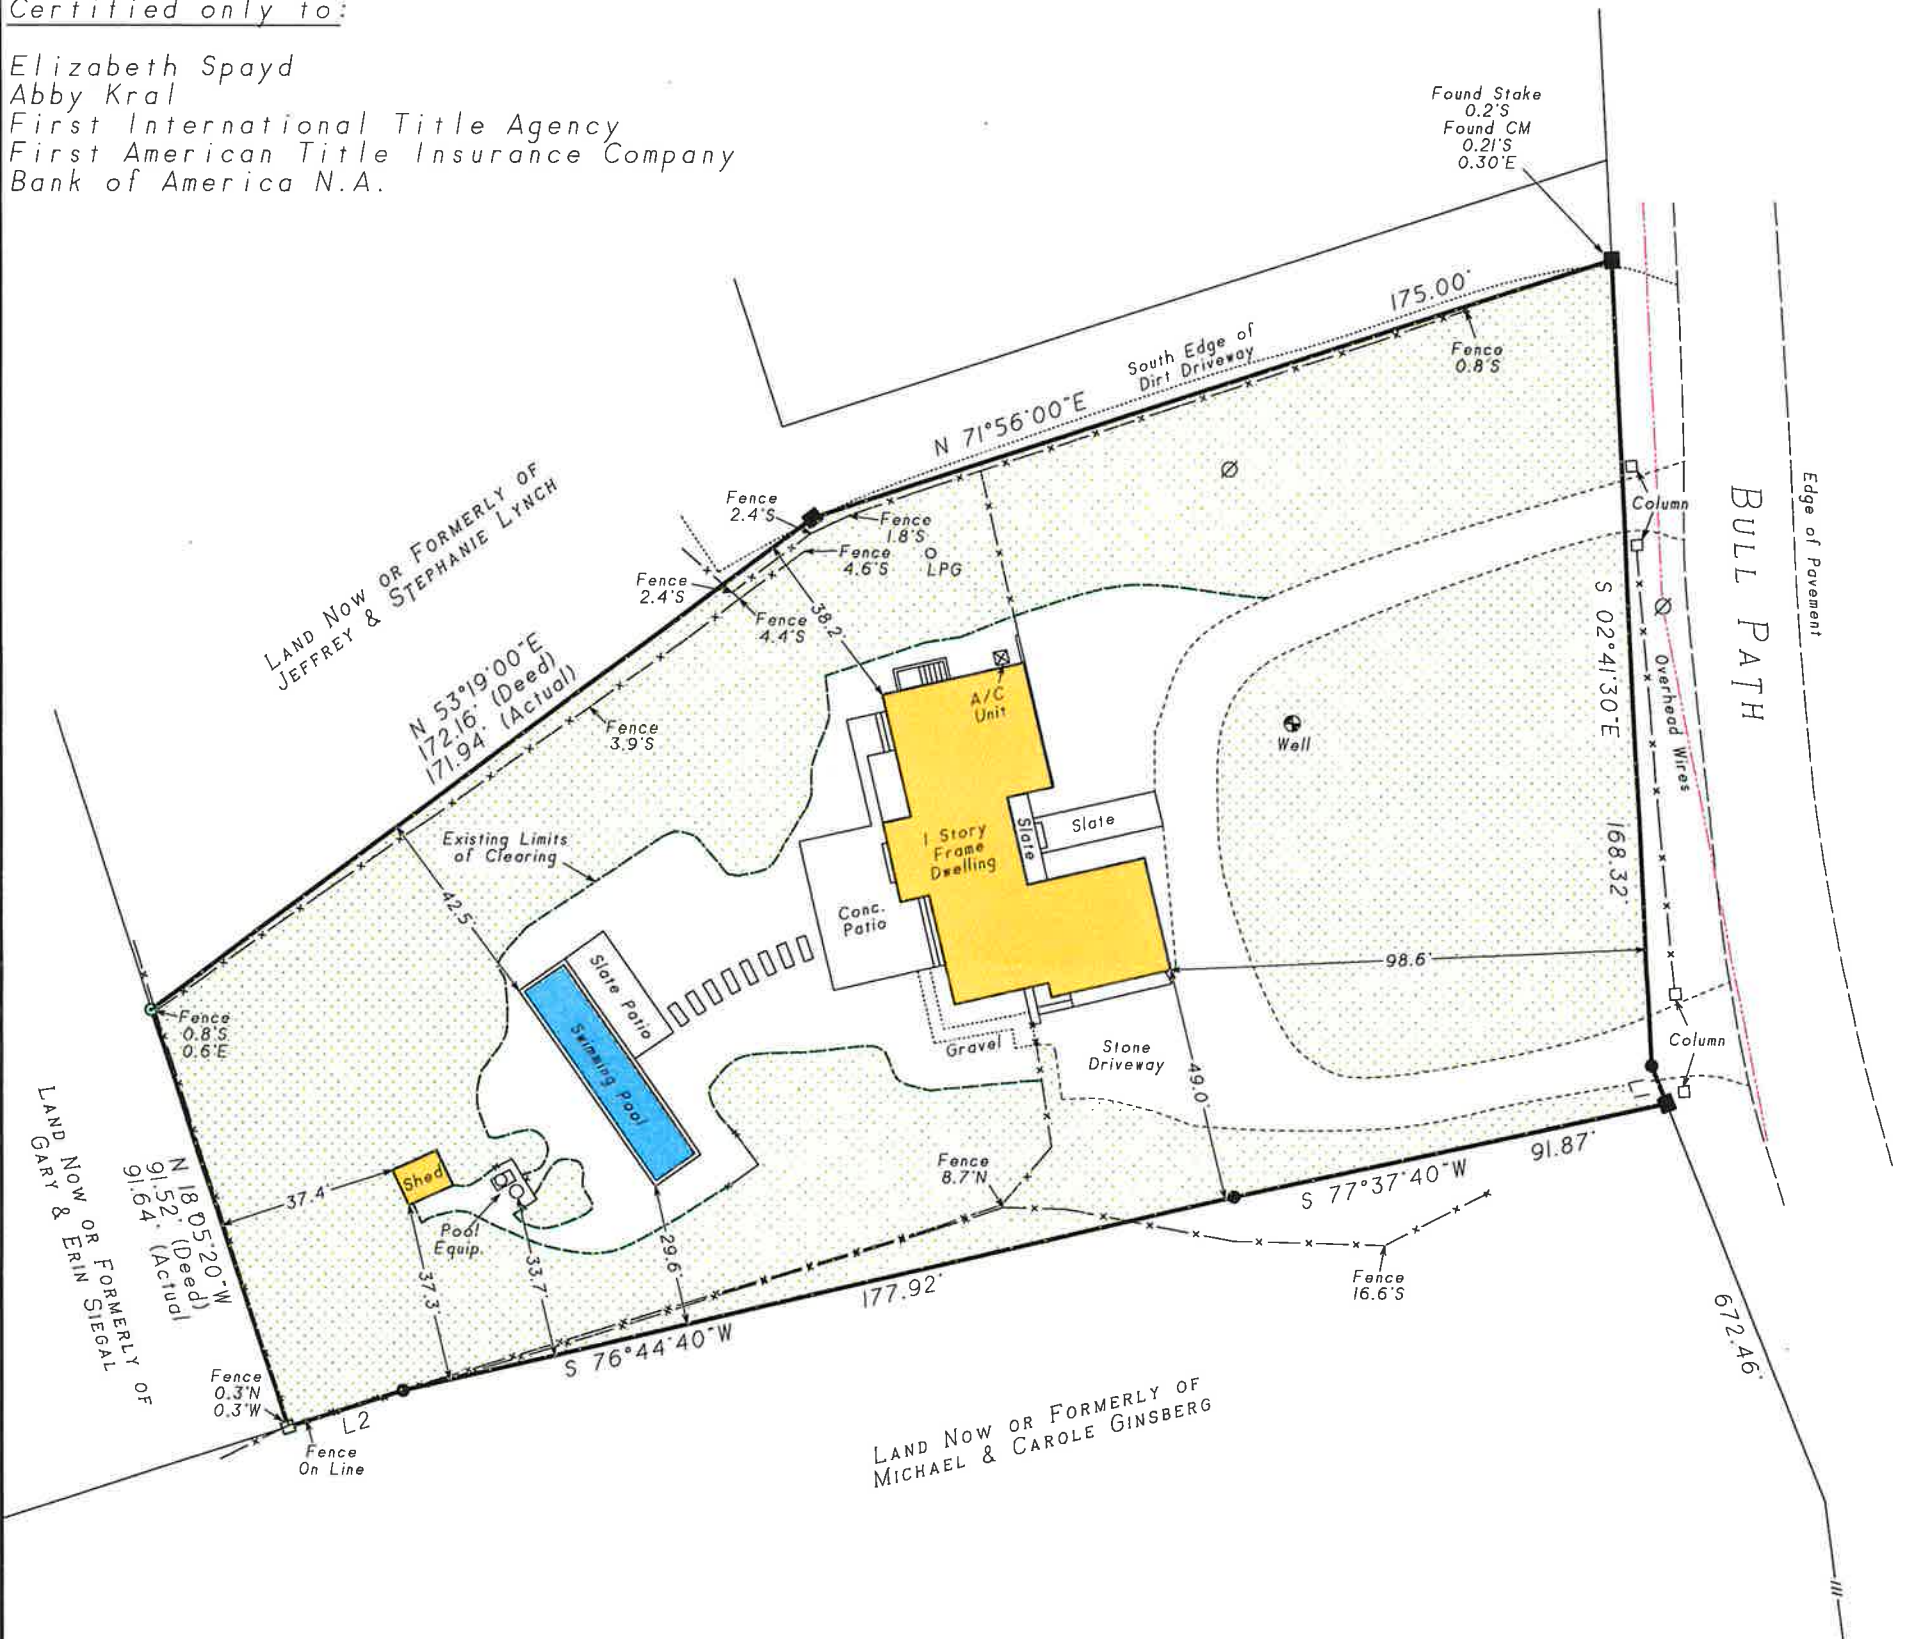 Certified only to:
Elizabeth Spayd
Abby Kral
First International Title Agency
First American Title Insurance Company
Bank of America N.A.
Found Stake
0.2'S
Found CM
0.21'S
0.30'E
175.00'
South Edge of
Dirt Driveway
Fence
0.8'S
N 71°56'00"E
LAND NOW OR FORMERLY OF
JEFFREY & STEPHANIE LYNCH
Fence
2.4'S
Fence
1.8'S
Fence
4.6'S
LPG
Fence
2.4'S
Fence
4.4'S
38.2'
Column
Edge of Pavement
BULL PATH
S 02°41'30"E
168.32'
Overhead Wires
N 53°19'00"E
172.16' (Deed)
171.94' (Actual)
Fence
3.9'S
A/C
Unit
Well
Existing Limits
of Clearing
42.5'
1 Story
Frame
Dwelling
Slate
Slate
Conc.
Patio
Slate Patio
Swimming Pool
98.6'
Fence
0.8'S
0.6'E
Gravel
Stone
Driveway
49.0'
Column
LAND NOW OR FORMERLY OF
GARY & ERIN SIEGAL
N 18°05'20"W
91.52' (Deed)
91.64' (Actual
37.4'
Shed
Pool
Equip.
37.3'
33.7'
29.6'
Fence
8.7'N
S 77°37'40"W
91.87'
Fence
16.6'S
177.92'
S 76°44'40"W
672.46'
Fence
0.3'N
0.3'W
L2
Fence
On Line
LAND NOW OR FORMERLY OF
MICHAEL & CAROLE GINSBERG